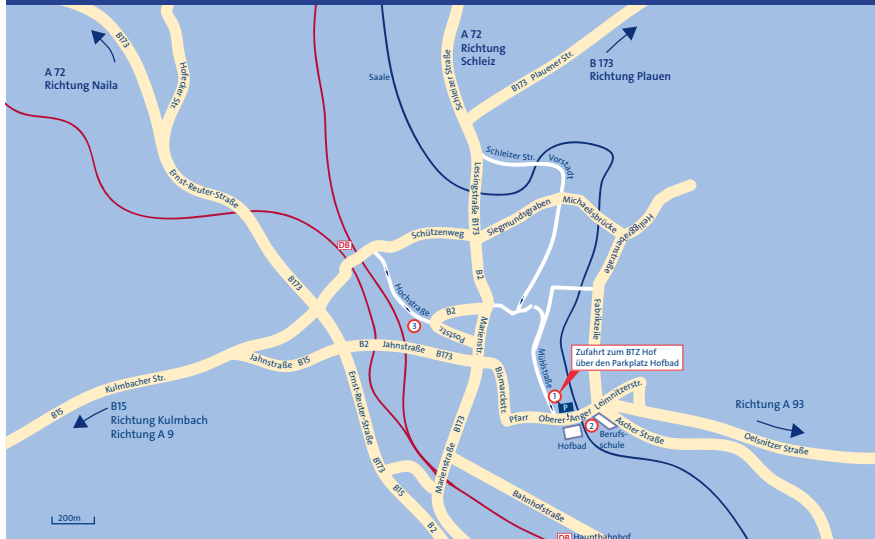 A 72
Richtung Naila
B173
Hofecker Str.
Saale
Schleizer Straße
A 72
Richtung
Schleiz
B173 Plauener Str.
B 173
Richtung Plauen
Ernst-Reuter-Straße
Schleizer Str.
Vorstadt
Lessingstraße B173
Siegmundsgraben
Michaelisbrücke
Heiligengrabenstraße
Schützenweg
DB
B173
Hochstraße
B2
B2
3
Poststr.
Marienstr.
Fabrikzeile
Mühlstraße
Zufahrt zum BTZ Hof
über den Parkplatz Hofbad
Jahnstraße B15
B2
Jahnstraße
B173
Kulmbacher Str.
B15
B15
Richtung Kulmbach
Richtung A 9
Ernst-Reuter-Straße
Bismarckstr.
1
P
Pfarr
Oberer-Anger
Leimnitzerstr.
2
Hofbad
Berufs-
schule
Ascher Straße
Richtung A 93
Oelsnitzer Straße
B173
Marienstraße
B173
B15
B2
Bahnhofstraße
DB Hauptbahnhof
200m